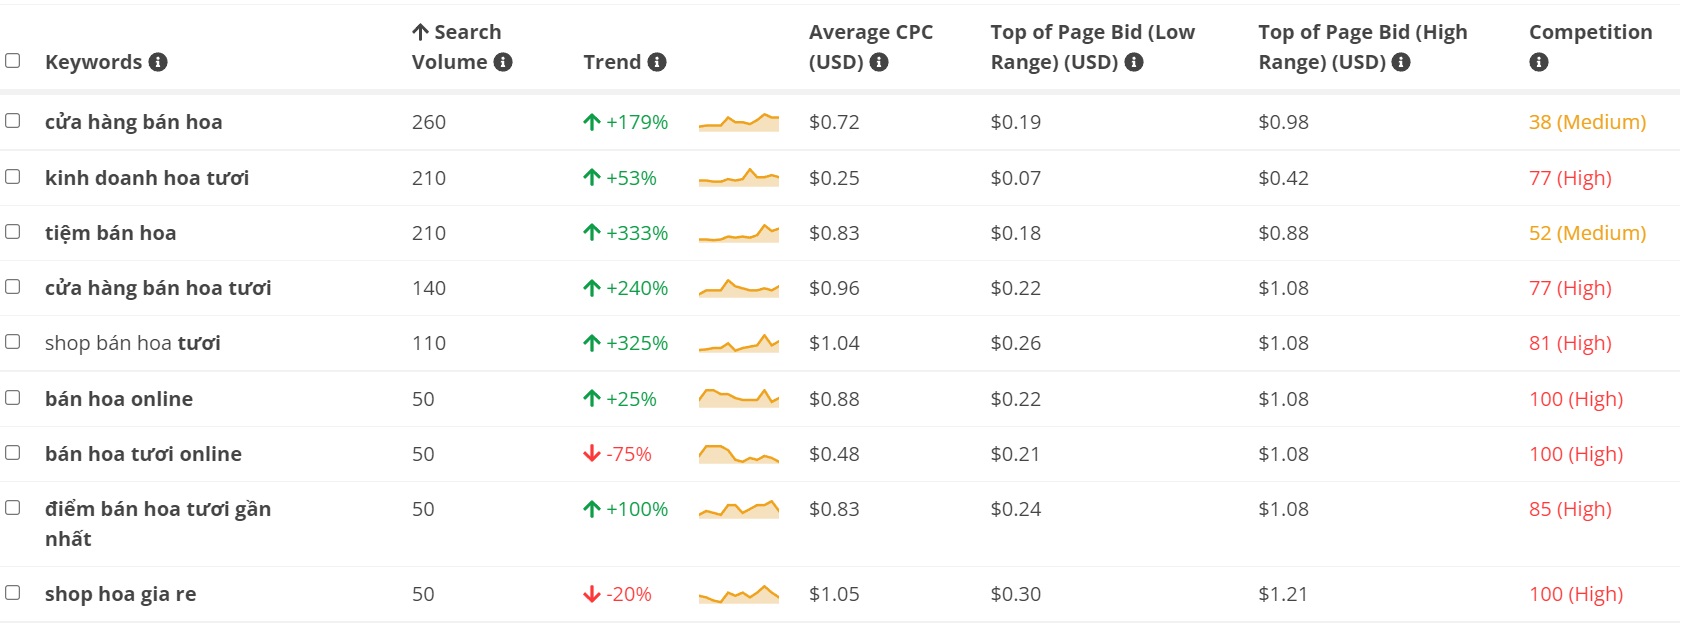 Keywords
↑ Search Volume
Trend
Average CPC (USD)
Top of Page Bid (Low Range) (USD)
Top of Page Bid (High Range) (USD)
Competition
cửa hàng bán hoa 260 ↑ +179% $0.72 $0.19 $0.98 38 (Medium)
kinh doanh hoa tươi 210 ↑ +53% $0.25 $0.07 $0.42 77 (High)
tiệm bán hoa 210 ↑ +333% $0.83 $0.18 $0.88 52 (Medium)
cửa hàng bán hoa tươi 140 ↑ +240% $0.96 $0.22 $1.08 77 (High)
shop bán hoa tươi 110 ↑ +325% $1.04 $0.26 $1.08 81 (High)
bán hoa online 50 ↑ +25% $0.88 $0.22 $1.08 100 (High)
bán hoa tươi online 50 ↓ -75% $0.48 $0.21 $1.08 100 (High)
điểm bán hoa tươi gần 50 ↑ +100% $0.83 $0.24 $1.08 85 (High)
nhất
shop hoa gia re 50 ↓ -20% $1.05 $0.30 $1.21 100 (High)